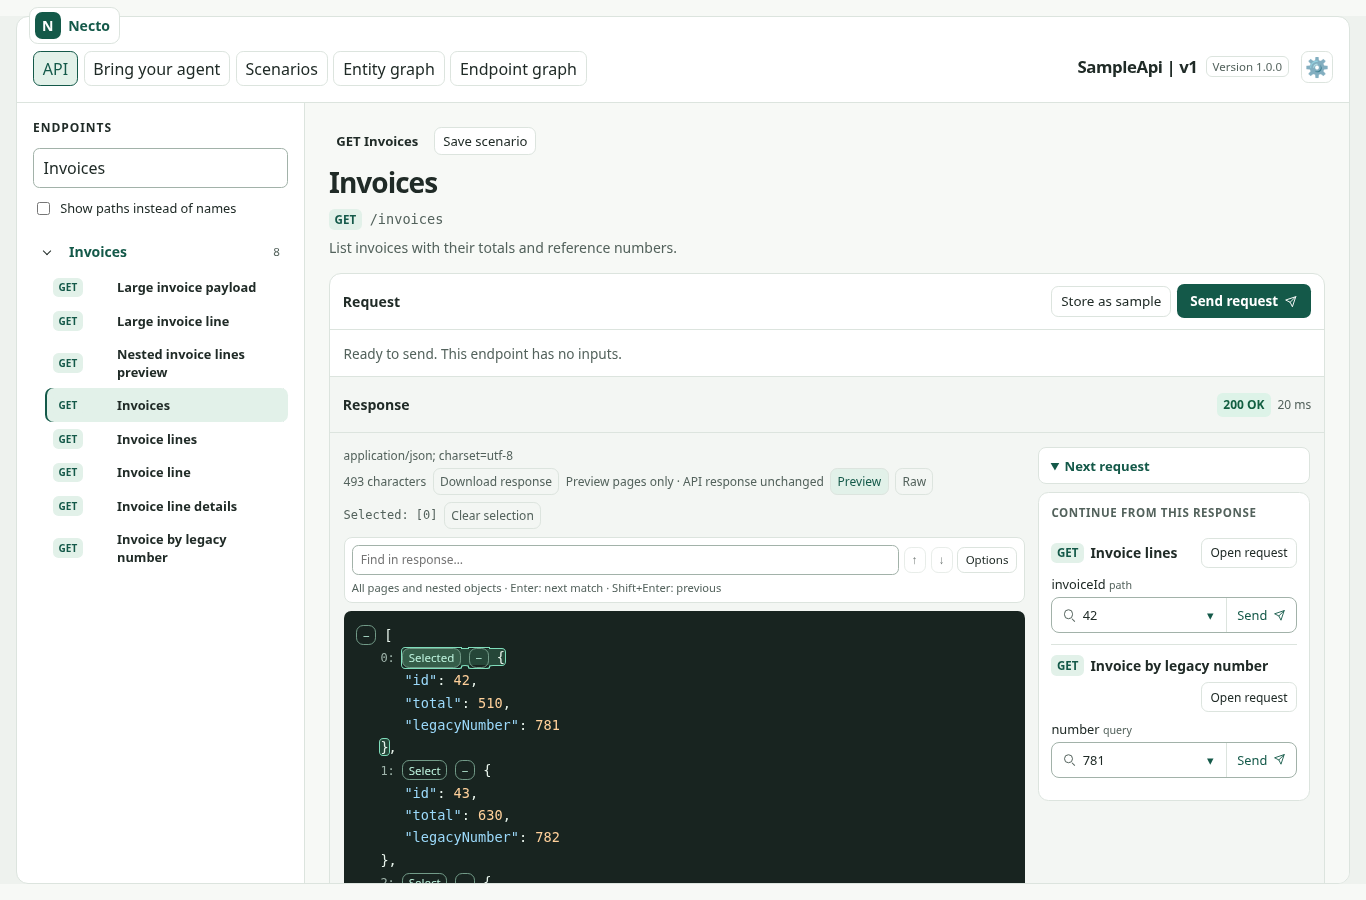 N Necto
API Bring your agent Scenarios Entity graph Endpoint graph
SampleApi | v1 Version 1.0.0
ENDPOINTS
Invoices
Show paths instead of names
Invoices 8
GET Large invoice payload
GET Large invoice line
GET Nested invoice lines
preview
GET Invoices
GET Invoice lines
GET Invoice line
GET Invoice line details
GET Invoice by legacy
number
GET Invoices Save scenario
Invoices
GET /invoices
List invoices with their totals and reference numbers.
Request Store as sample Send request
Ready to send. This endpoint has no inputs.
Response 200 OK 20 ms
application/json; charset=utf-8
493 characters Download response Preview pages only · API response unchanged Preview Raw
Selected: [0] Clear selection
Find in response...
↑ ↓ Options
All pages and nested objects · Enter: next match · Shift+Enter: previous
− [
0: Selected − {
"id": 42,
"total": 510,
"legacyNumber": 781
},
1: Select − {
"id": 43,
"total": 630,
"legacyNumber": 782
},
2: Select − {
▼ Next request
CONTINUE FROM THIS RESPONSE
GET Invoice lines Open request
invoiceId path
42 ▼ Send
GET Invoice by legacy number
Open request
number query
781 ▼ Send